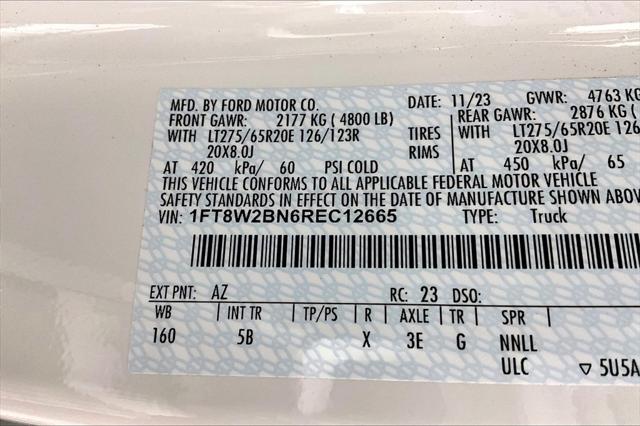 MFD. BY FORD MOTOR CO. DATE: 11/23 GVWR: 4763 KG
FRONT GAWR: 2177 KG ( 4800 LB) REAR GAWR: 2876 KG (
WITH LT275/65R20E 126/123R TIRES WITH LT275/65R20E 126/
20X8.0J RIMS 20X8.0J
AT 420 kPa/ 60 PSI COLD AT 450 kPa/ 65
THIS VEHICLE CONFORMS TO ALL APPLICABLE FEDERAL MOTOR VEHICLE
SAFETY STANDARDS IN EFFECT ON THE DATE OF MANUFACTURE SHOWN ABOV
VIN: 1FT8W2BN6REC12665 TYPE: Truck
EXT PNT: AZ RC: 23 DSO:
WB INT TR TP/PS R AXLE TR SPR
160 5B X 3E G NNLL
ULC ▽ 5U5A